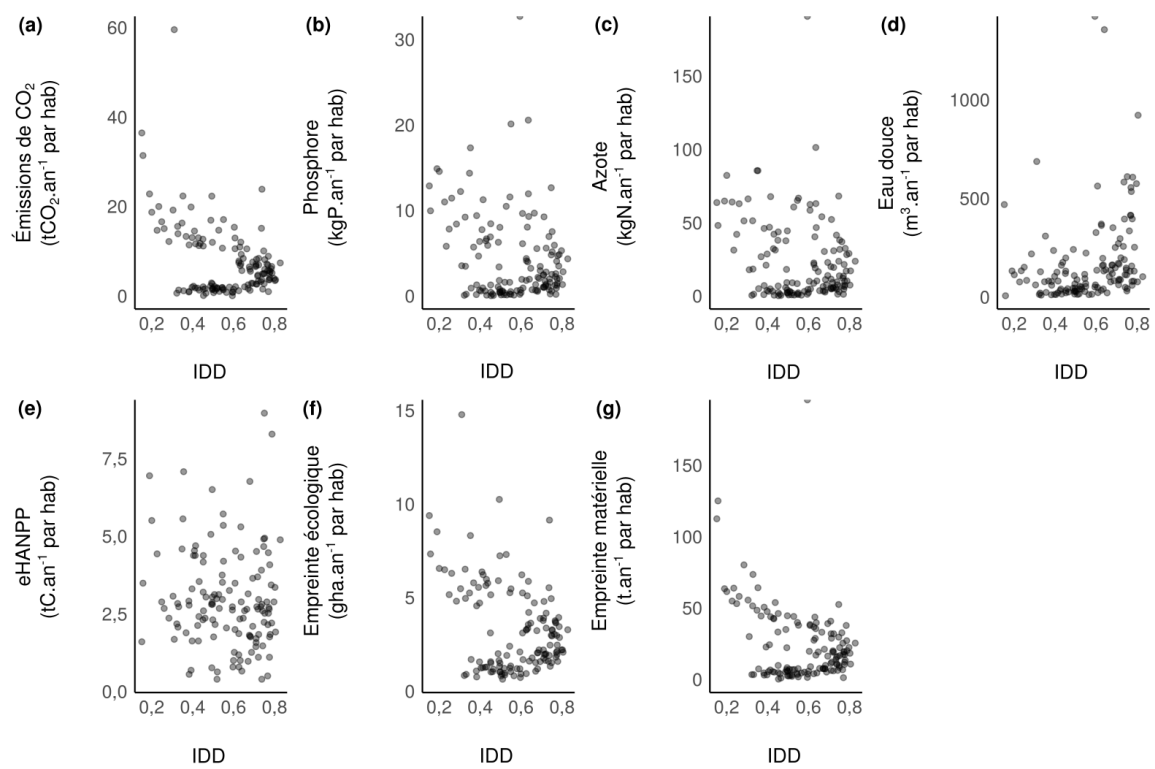 (a)
Émissions de CO₂
(tCO₂.an⁻¹ par hab)
60
40
20
0
0,2 0,4 0,6 0,8
IDD
(b)
Phosphore
(kgP.an⁻¹ par hab)
30
20
10
0
0,2 0,4 0,6 0,8
IDD
(c)
Azote
(kgN.an⁻¹ par hab)
150
100
50
0
0,2 0,4 0,6 0,8
IDD
(d)
Eau douce
(m³.an⁻¹ par hab)
1000
500
0
0,2 0,4 0,6 0,8
IDD
(e)
eHANPP
(tC.an⁻¹ par hab)
7,5
5,0
2,5
0,0
0,2 0,4 0,6 0,8
IDD
(f)
Empreinte écologique
(gha.an⁻¹ par hab)
15
10
5
0
0,2 0,4 0,6 0,8
IDD
(g)
Empreinte matérielle
(t.an⁻¹ par hab)
150
100
50
0
0,2 0,4 0,6 0,8
IDD